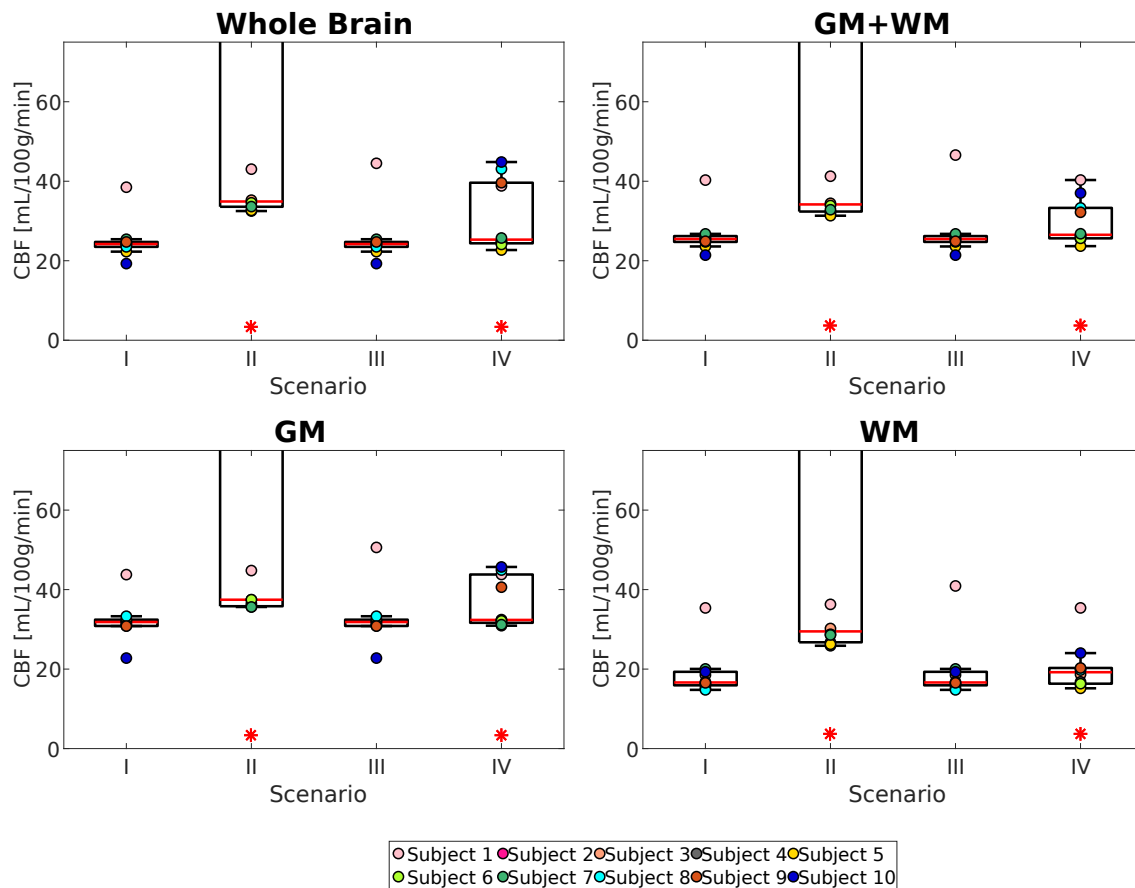 Whole Brain
CBF [mL/100g/min]
60
40
20
0
I II III IV
Scenario
GM+WM
CBF [mL/100g/min]
60
40
20
0
I II III IV
Scenario
GM
CBF [mL/100g/min]
60
40
20
0
I II III IV
Scenario
WM
CBF [mL/100g/min]
60
40
20
0
I II III IV
Scenario
Subject 1 Subject 2 Subject 3 Subject 4 Subject 5
Subject 6 Subject 7 Subject 8 Subject 9 Subject 10